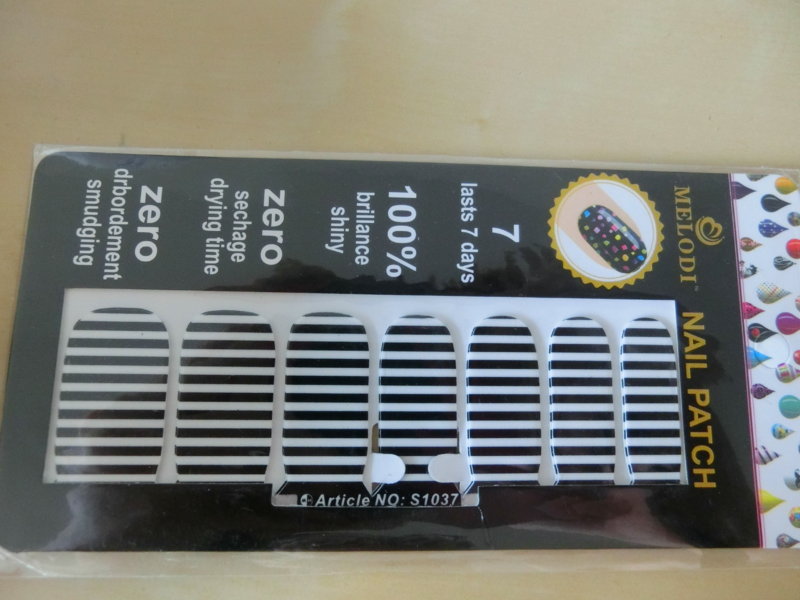 MELODI™
NAIL PATCH
7
lasts 7 days
100%
brillance
shiny
zero
sechage
drying time
zero
drbordement
smudging
Article NO: S1037